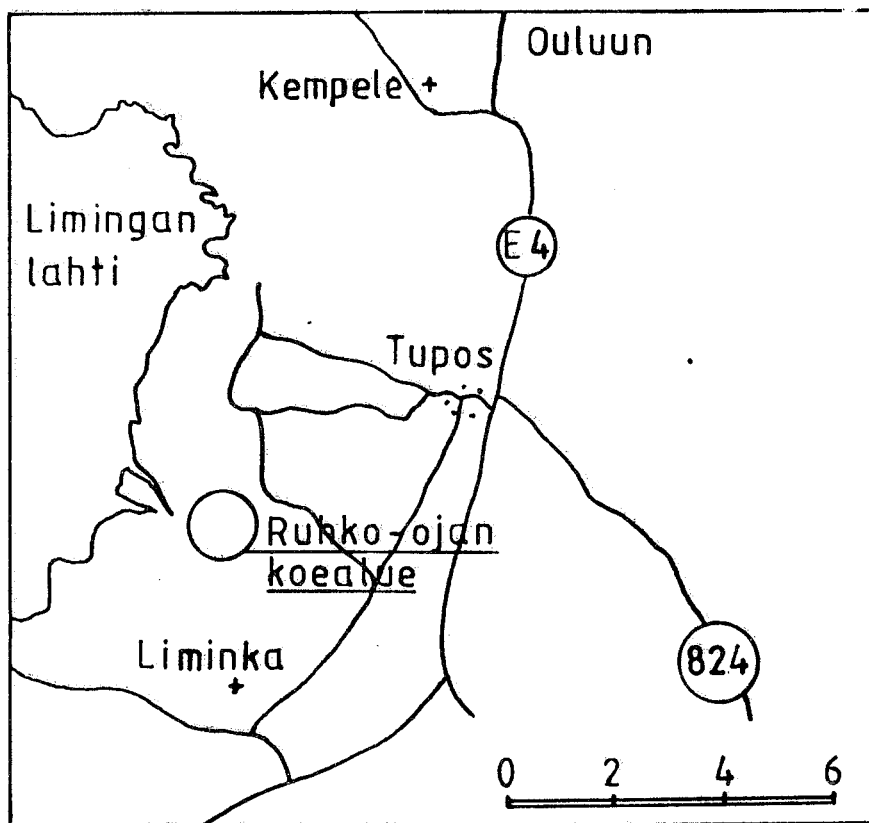 Ouluun
Kempele
Limingan
lahti
E4
Tupos
Ruhko-ojan
koealue
Liminka
824
0 2 4 6